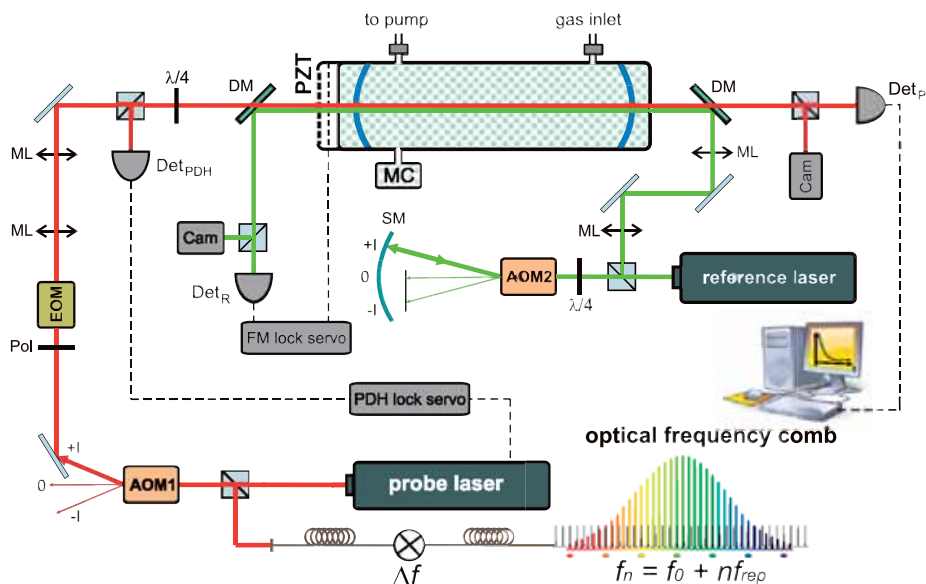 to pump
gas inlet
PZT
λ/4
DM
DM
Det_P
ML
Det_PDH
MC
ML
Cam
SM
ML
Cam
+I
ML
0
AOM2
reference laser
-I
λ/4
Det_R
EOM
FM lock servo
Pol
PDH lock servo
optical frequency comb
+I
0
AOM1
probe laser
-I
Δf
f_n = f_0 + nf_rep